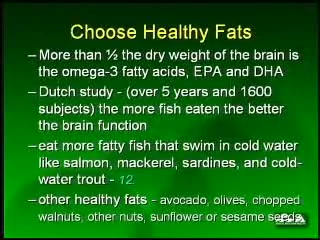 Choose Healthy Fats
– More than ½ the dry weight of the brain is
the omega-3 fatty acids, EPA and DHA
– Dutch study - (over 5 years and 1600
subjects) the more fish eaten the better
the brain function
– eat more fatty fish that swim in cold water
like salmon, mackerel, sardines, and cold-
water trout - 12.
– other healthy fats - avocado, olives, chopped
walnuts, other nuts, sunflower or sesame seeds